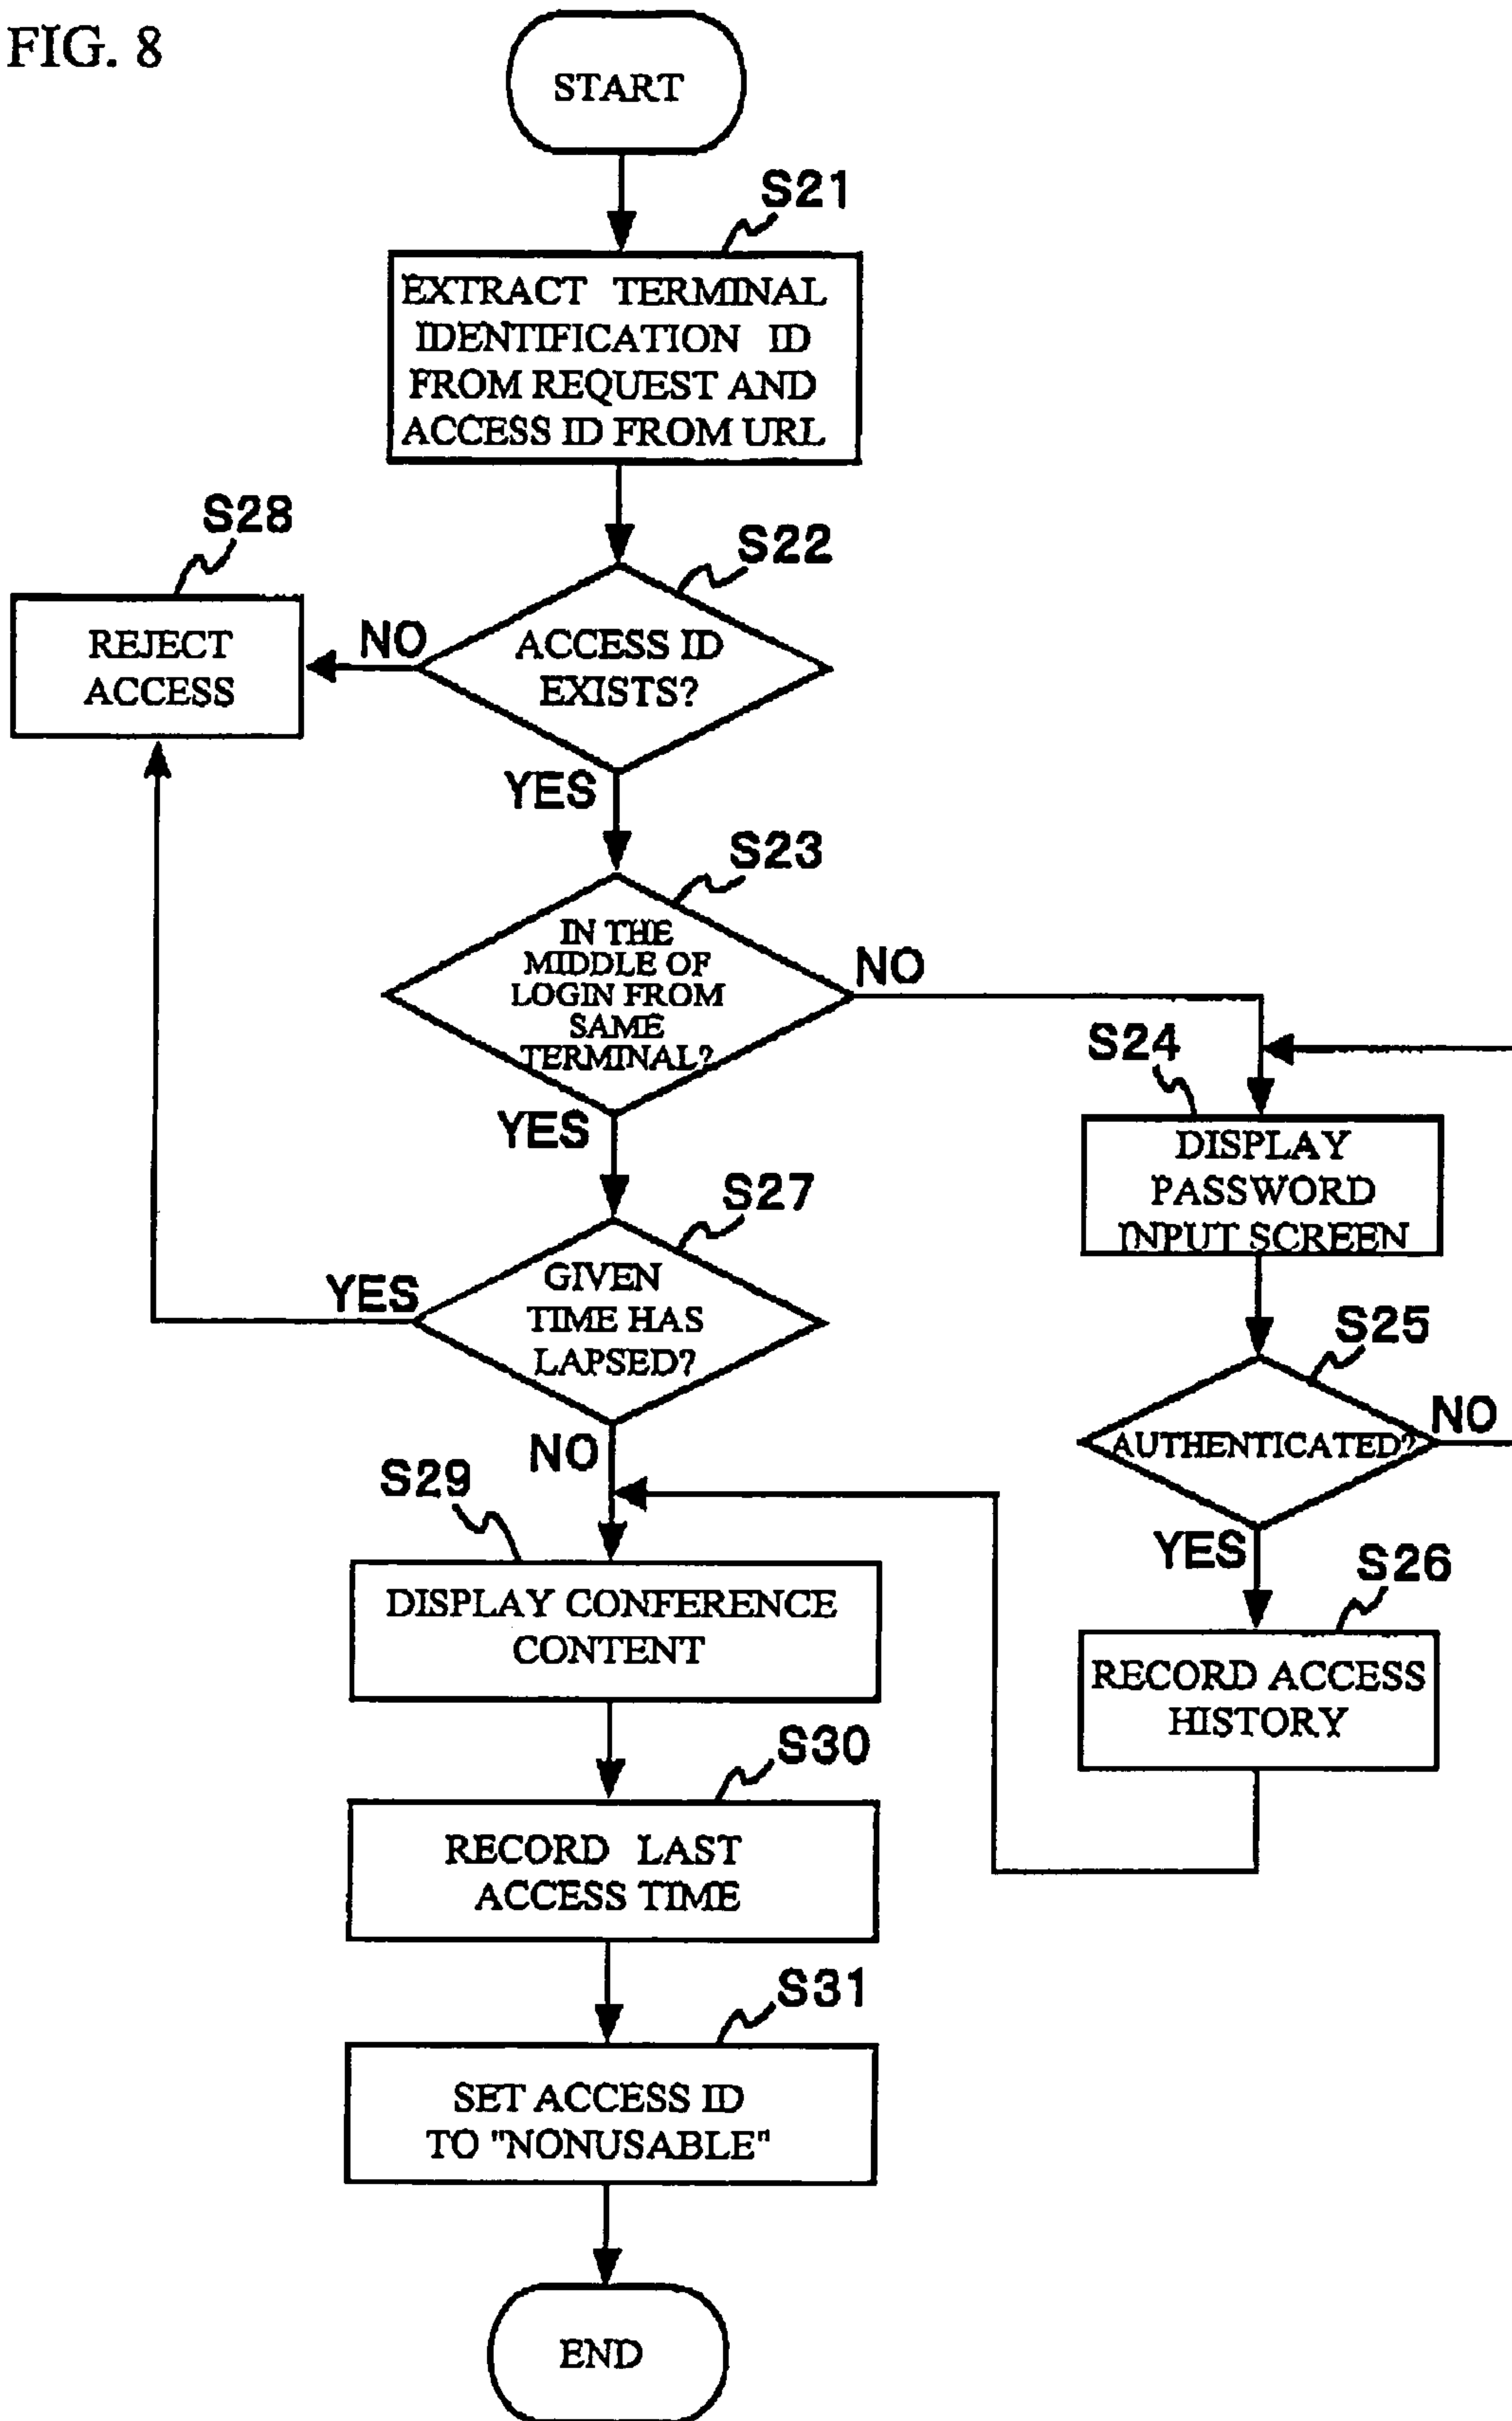 FIG. 8
START
S21
EXTRACT TERMINAL
IDENTIFICATION ID
FROM REQUEST AND
ACCESS ID FROM URL
S28
S22
REJECT
ACCESS
NO
ACCESS ID
EXISTS?
YES
S23
IN THE
MIDDLE OF
LOGIN FROM
SAME
TERMINAL?
NO
S24
YES
DISPLAY
PASSWORD
INPUT SCREEN
S27
YES
GIVEN
TIME HAS
LAPSED?
S25
AUTHENTICATED?
NO
NO
S29
YES
S26
DISPLAY CONFERENCE
CONTENT
RECORD ACCESS
HISTORY
S30
RECORD LAST
ACCESS TIME
S31
SET ACCESS ID
TO "NONUSABLE"
END